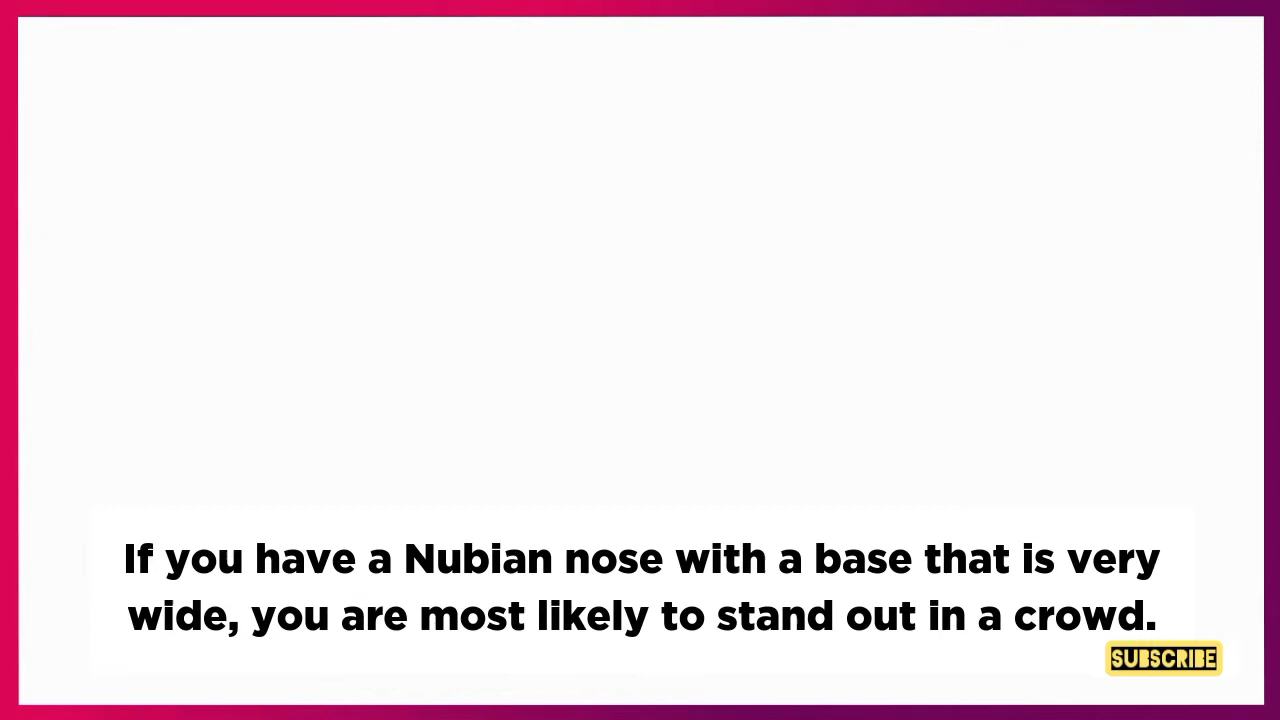 If you have a Nubian nose with a base that is very
wide, you are most likely to stand out in a crowd.
SUBSCRIBE